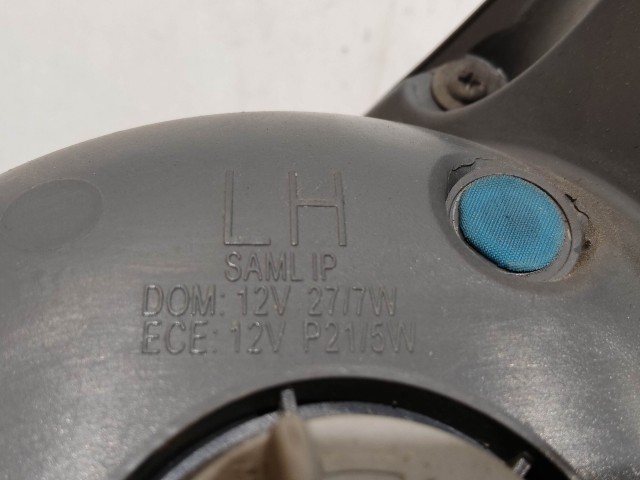 LH
SAML IP
DOM: 12V 27/7W
ECE: 12V P21/5W